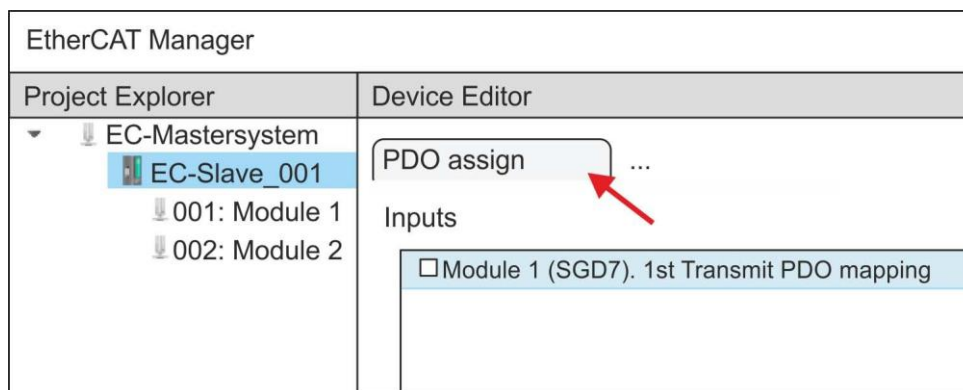 EtherCAT Manager
Project Explorer
Device Editor
EC-Mastersystem
EC-Slave_001
001: Module 1
002: Module 2
PDO assign
...
Inputs
Module 1 (SGD7). 1st Transmit PDO mapping